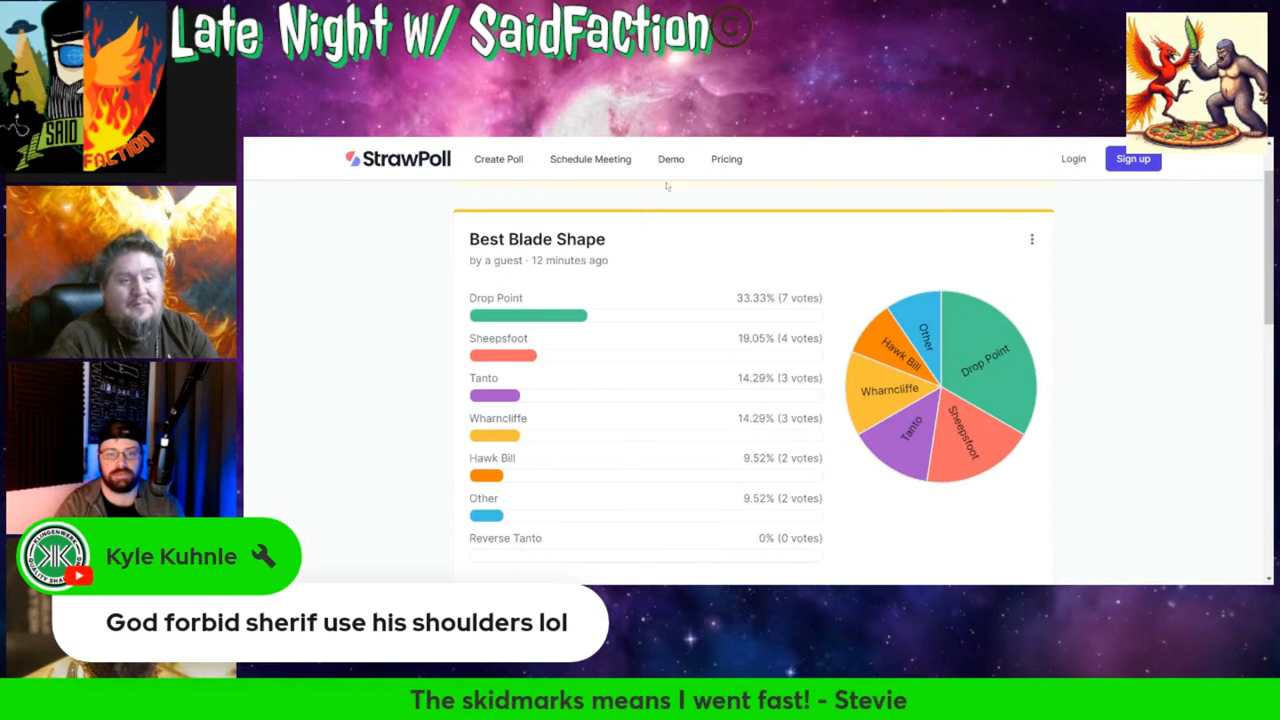 Late Night w/ SaidFaction©
SAID
FACTION
StrawPoll
Create Poll
Schedule Meeting
Demo
Pricing
Login
Sign up
Best Blade Shape
by a guest · 12 minutes ago
Drop Point 33.33% (7 votes)
Sheepsfoot 19.05% (4 votes)
Tanto 14.29% (3 votes)
Wharncliffe 14.29% (3 votes)
Hawk Bill 9.52% (2 votes)
Other 9.52% (2 votes)
Reverse Tanto 0% (0 votes)
Other
Hawk Bill
Drop Point
Wharncliffe
Tanto
Sheepsfoot
KK
Kyle Kuhnle
God forbid sherif use his shoulders lol
The skidmarks means I went fast! - Stevie